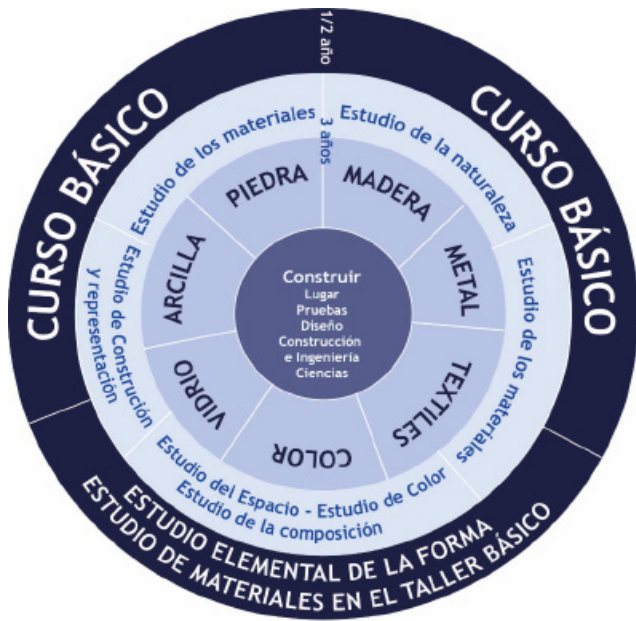 CURSO BÁSICO
1/2 año
CURSO BÁSICO
ESTUDIO ELEMENTAL DE LA FORMA
ESTUDIO DE MATERIALES EN EL TALLER BÁSICO
Estudio de los materiales
3 años
Estudio de la naturaleza
Estudio de los materiales
Estudio del Espacio - Estudio de Color
Estudio de la composición
Estudio de Construción
y representación
PIEDRA
MADERA
METAL
TEXTILES
COLOR
VIDRIO
ARCILLA
Construir
Lugar
Pruebas
Diseño
Construcción
e Ingeniería
Ciencias